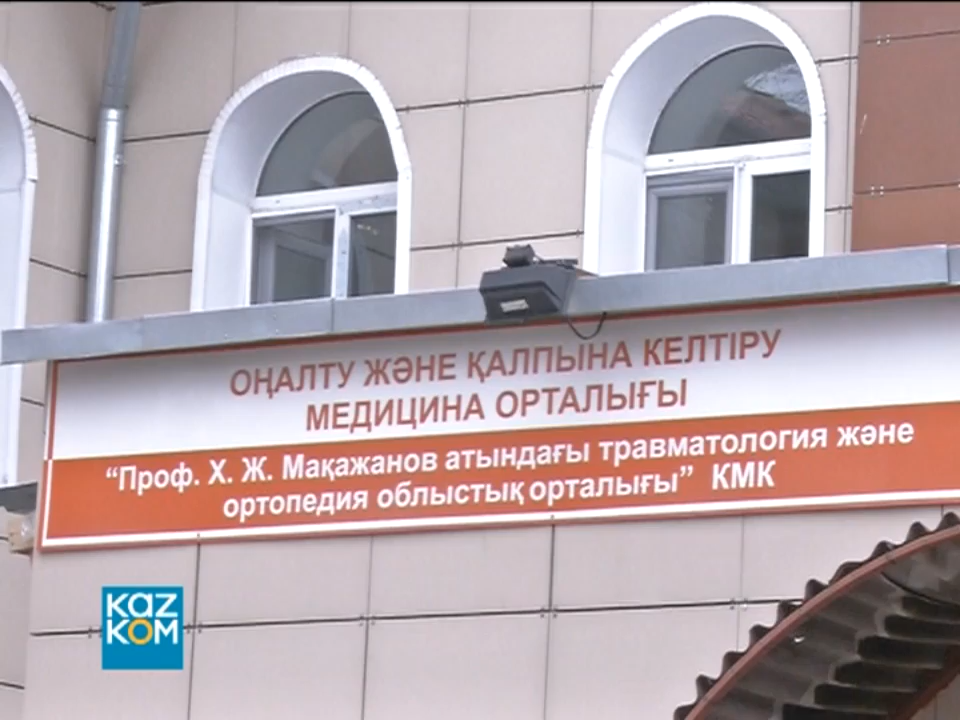 ОҢАЛТУ ЖӘНЕ ҚАЛПЫНА КЕЛТІРУ
МЕДИЦИНА ОРТАЛЫҒЫ
“Проф. Х. Ж. Мақажанов атындағы травматология және
ортопедия облыстық орталығы” КМК
KAZ
KOM